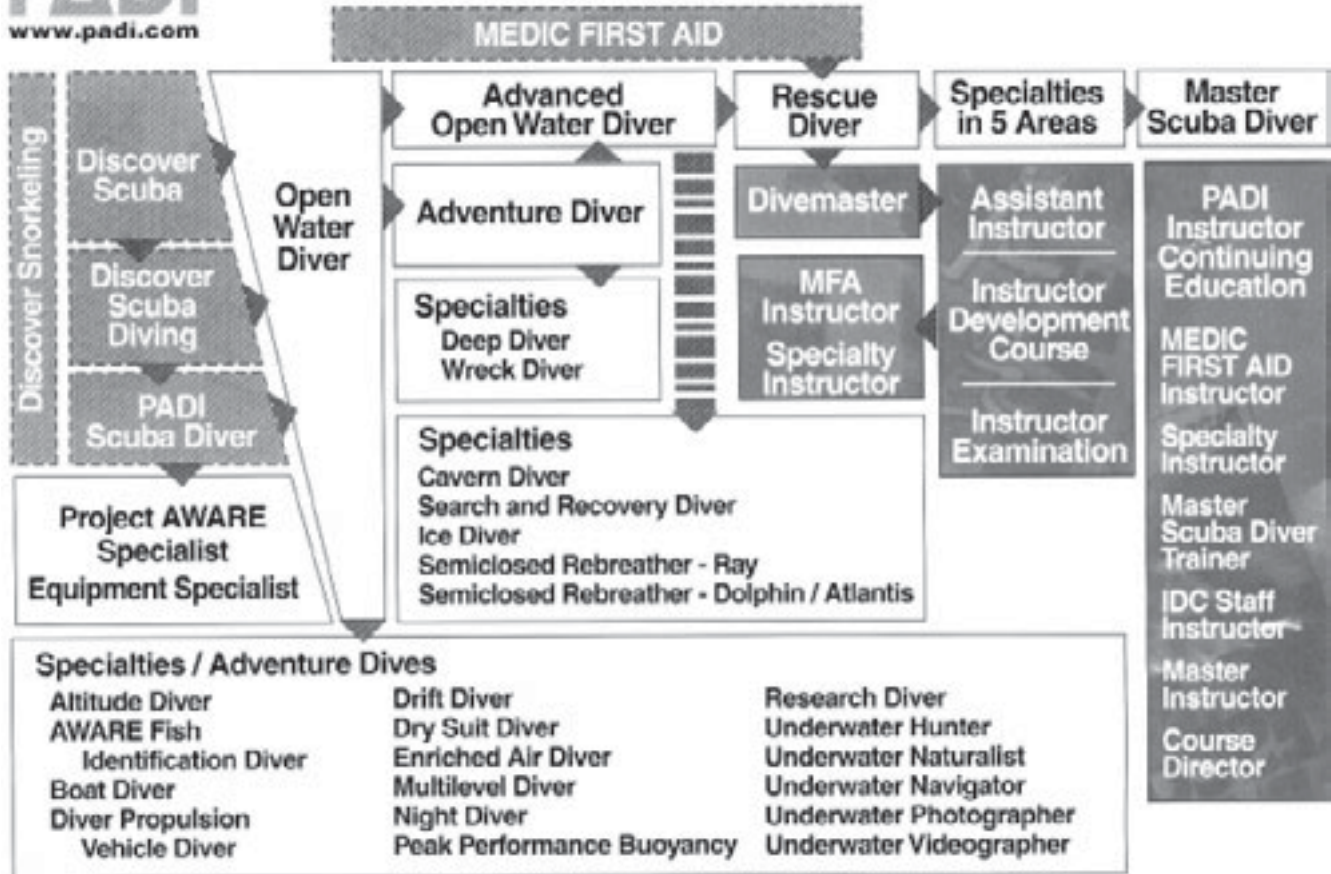 PADI
www.padi.com
MEDIC FIRST AID
Discover Snorkeling
Discover
Scuba
Discover
Scuba
Diving
PADI
Scuba Diver
Open
Water
Diver
Advanced
Open Water Diver
Adventure Diver
Specialties
Deep Diver
Wreck Diver
Rescue
Diver
Divemaster
MFA
Instructor
Specialty
Instructor
Specialties
in 5 Areas
Assistant
Instructor
Instructor
Development
Course
Instructor
Examination
Master
Scuba Diver
PADI
Instructor
Continuing
Education
MEDIC
FIRST AID
Instructor
Specialty
Instructor
Master
Scuba Diver
Trainer
IDC Staff
Instructor
Master
Instructor
Course
Director
Project AWARE
Specialist
Equipment Specialist
Specialties
Cavern Diver
Search and Recovery Diver
Ice Diver
Semiclosed Rebreather - Ray
Semiclosed Rebreather - Dolphin / Atlantis
Specialties / Adventure Dives
Altitude Diver
AWARE Fish
Identification Diver
Boat Diver
Diver Propulsion
Vehicle Diver
Drift Diver
Dry Suit Diver
Enriched Air Diver
Multilevel Diver
Night Diver
Peak Performance Buoyancy
Research Diver
Underwater Hunter
Underwater Naturalist
Underwater Navigator
Underwater Photographer
Underwater Videographer